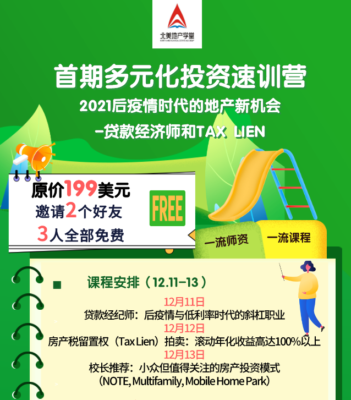 北美地产学堂
首期多元化投资速训营
2021后疫情时代的地产新机会
-贷款经济师和TAX LIEN
原价199美元
邀请2个好友
3人全部免费
FREE
一流师资
一流课程
课程安排（12.11-13）
12月11日
贷款经纪师：后疫情与低利率时代的斜杠职业
12月12日
房产税留置权（Tax Lien）拍卖：滚动年化收益高达100%以上
12月13日
校长推荐：小众但值得关注的房产投资模式
（NOTE, Multifamily, Mobile Home Park）